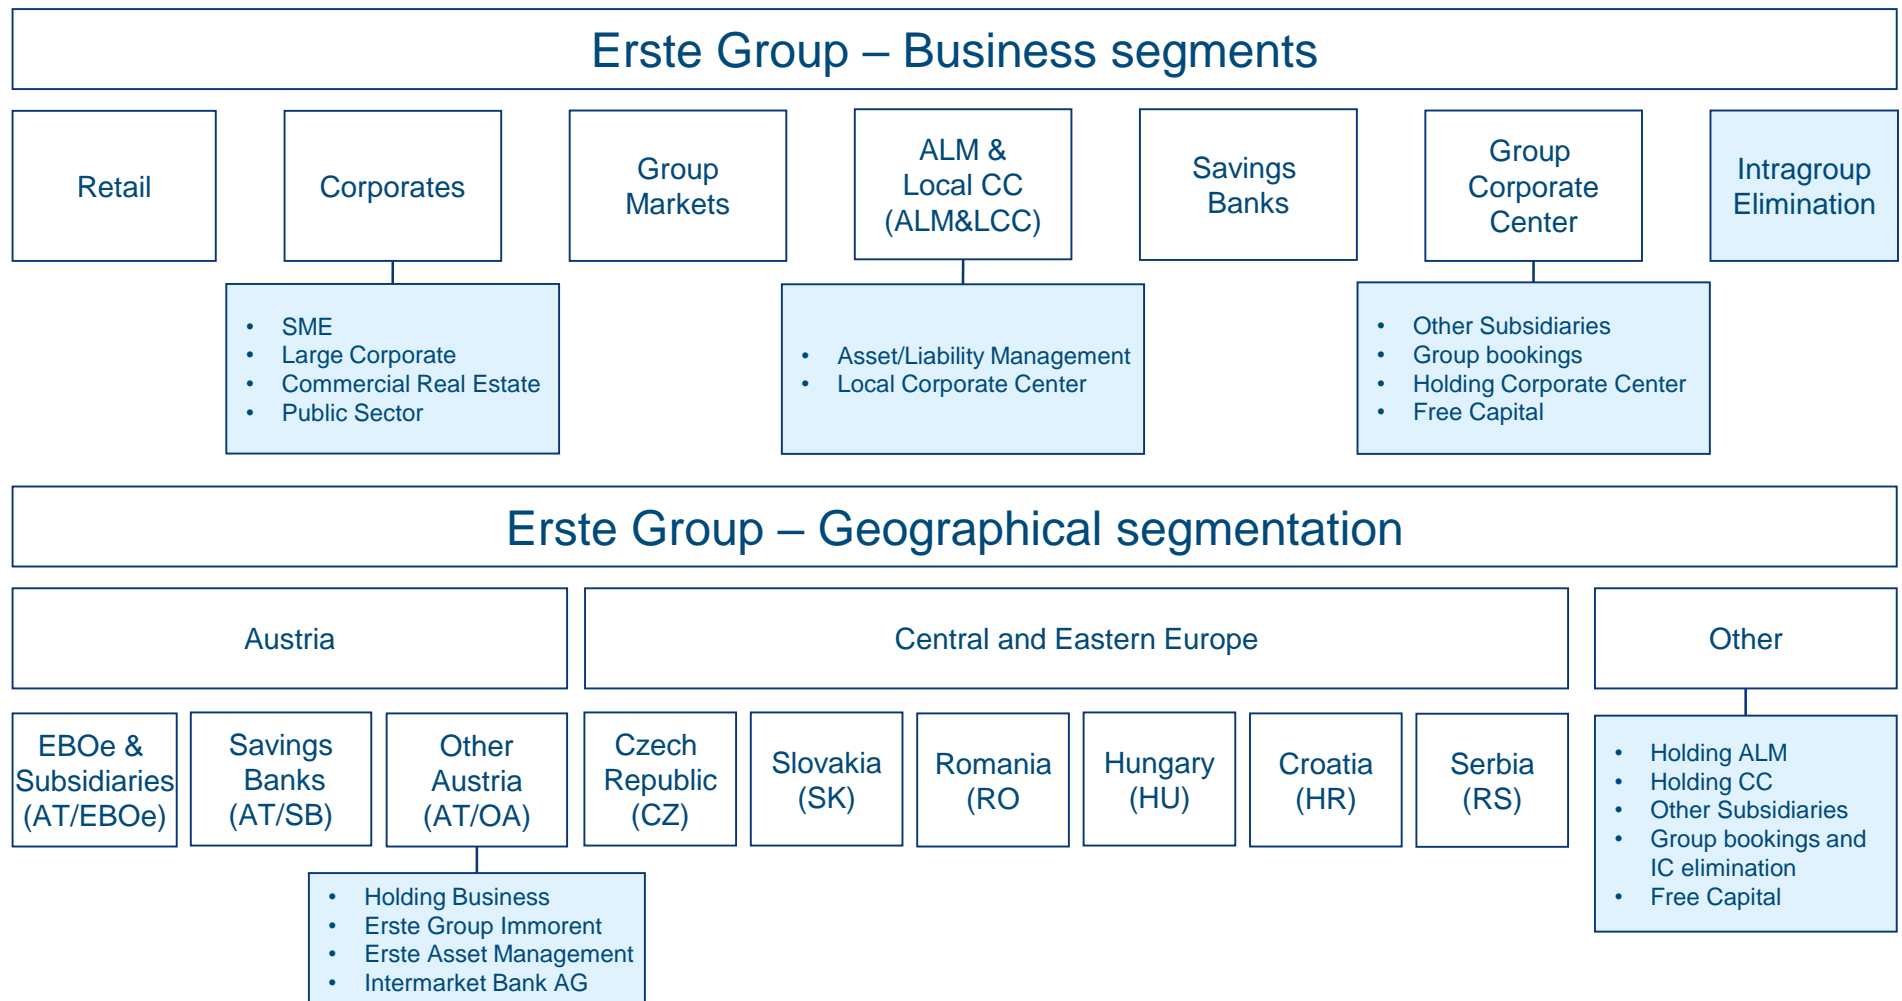 Erste Group – Business segments
Retail
Corporates
Group
Markets
ALM &
Local CC
(ALM&LCC)
Savings
Banks
Group
Corporate
Center
Intragroup
Elimination
• SME
• Large Corporate
• Commercial Real Estate
• Public Sector
• Asset/Liability Management
• Local Corporate Center
• Other Subsidiaries
• Group bookings
• Holding Corporate Center
• Free Capital
Erste Group – Geographical segmentation
Austria
Central and Eastern Europe
Other
EBOe &
Subsidiaries
(AT/EBOe)
Savings
Banks
(AT/SB)
Other
Austria
(AT/OA)
Czech
Republic
(CZ)
Slovakia
(SK)
Romania
(RO
Hungary
(HU)
Croatia
(HR)
Serbia
(RS)
• Holding ALM
• Holding CC
• Other Subsidiaries
• Group bookings and
IC elimination
• Free Capital
• Holding Business
• Erste Group Immorent
• Erste Asset Management
• Intermarket Bank AG